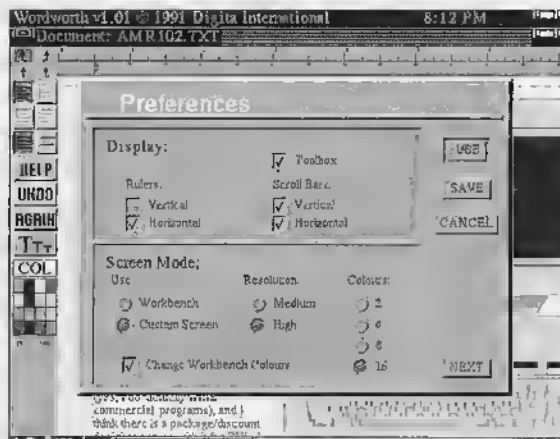 Wordworth v1.01 © 1991 Digita International 8:12 PM
Document: AMR102.TXT
Preferences
Display:
Toolbox
USE
Rulers: Scroll Bars:
Vertical Vertical
SAVE
Horizontal Horizontal
CANCEL
HELP
UNDO
AGAIN
COL
Screen Mode:
Use Resolution Colours:
Workbench Medium 2
Custom Screen High 4
8
Change Workbench Colours 16
NEXT
commercial programs), and I
think there is a package/discount